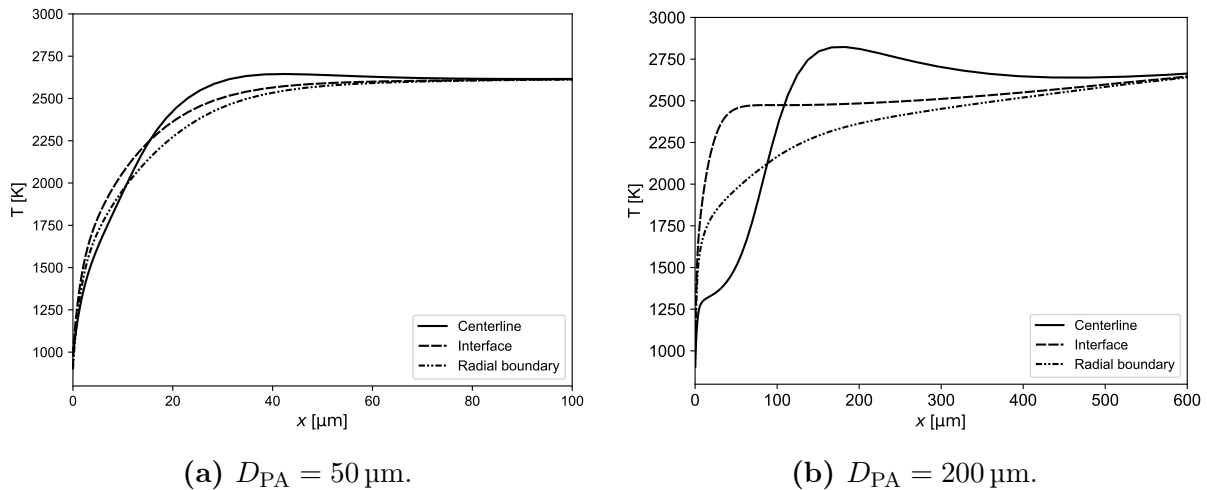 3000
2750
2500
2250
2000
1750
1500
1250
1000
T [K]
0 20 40 60 80 100
x [µm]
Centerline
Interface
Radial boundary
(a) D_PA = 50 µm.
3000
2750
2500
2250
2000
1750
1500
1250
1000
T [K]
0 100 200 300 400 500 600
x [µm]
Centerline
Interface
Radial boundary
(b) D_PA = 200 µm.